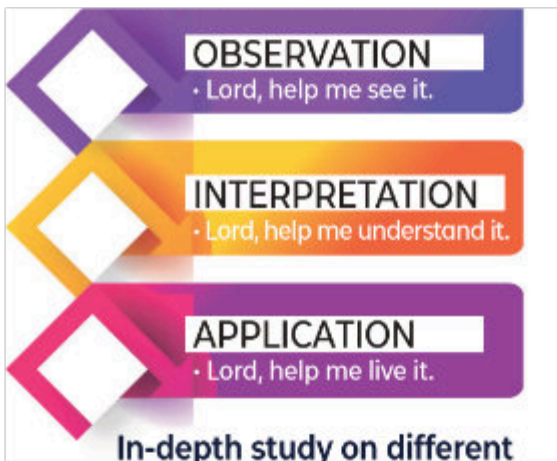 OBSERVATION
• Lord, help me see it.
INTERPRETATION
• Lord, help me understand it.
APPLICATION
• Lord, help me live it.
In-depth study on different